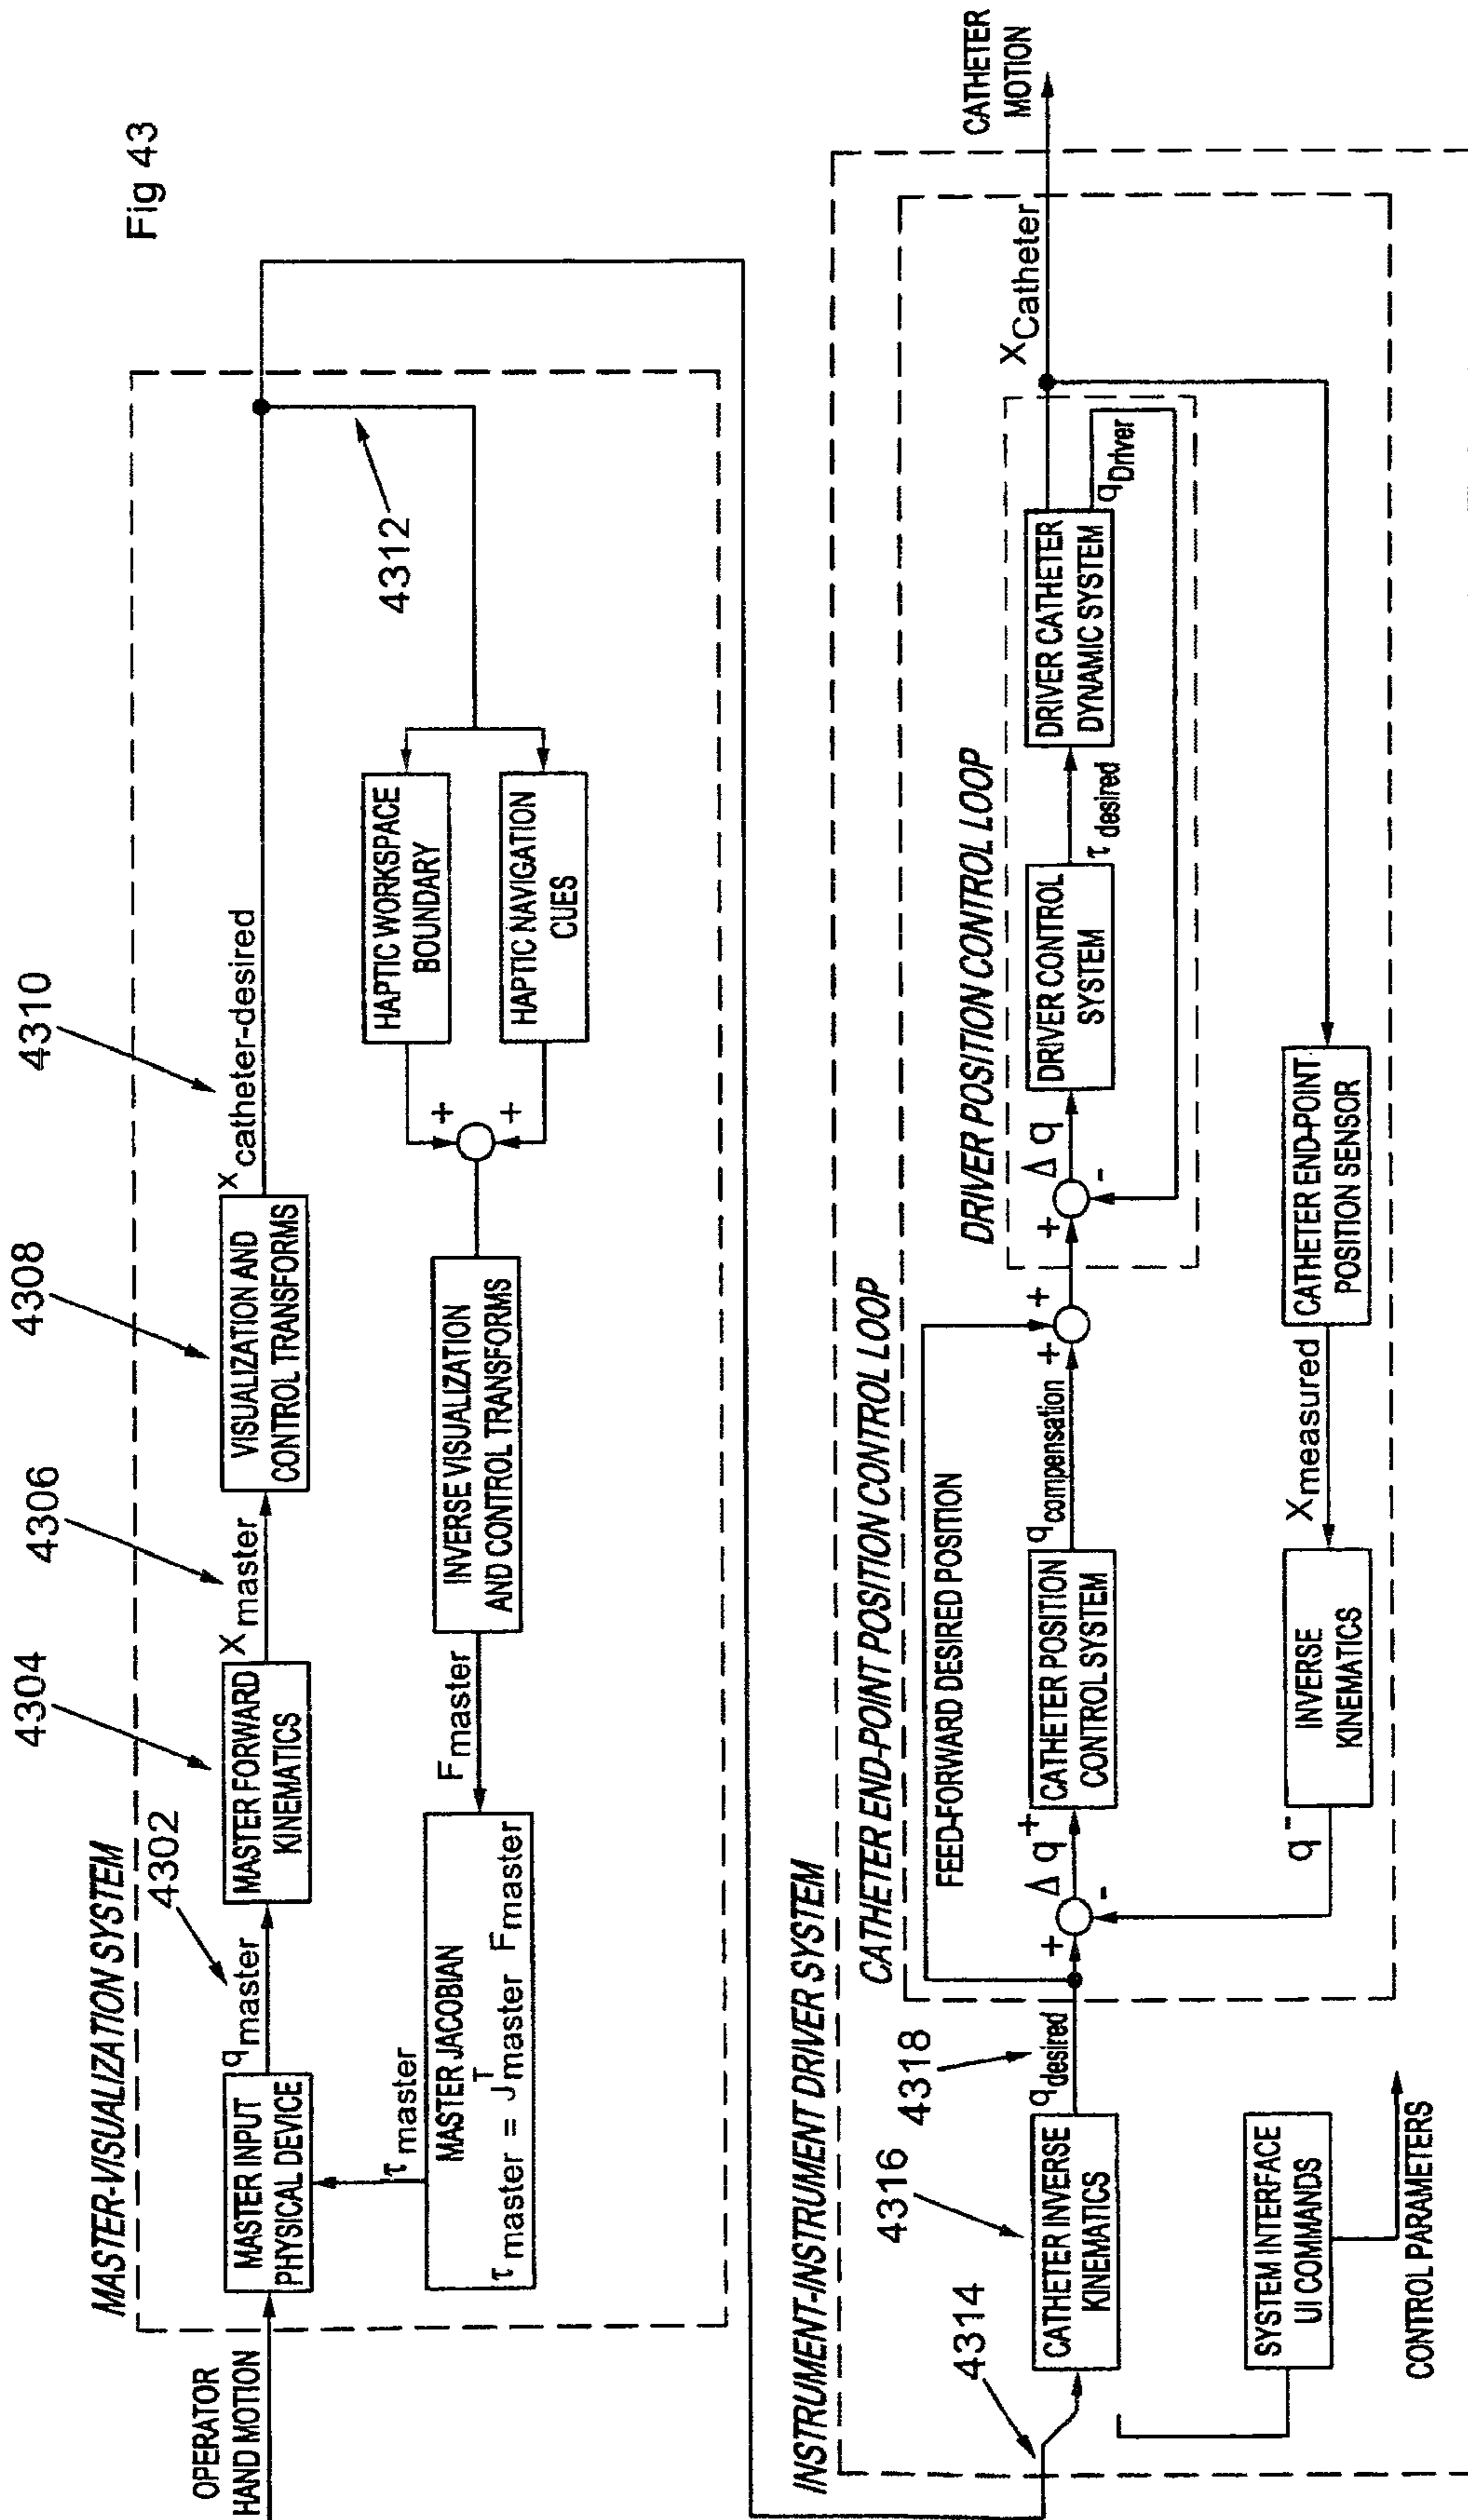 Fig 43
MASTER-VISUALIZATION SYSTEM
OPERATOR
HAND MOTION
MASTER INPUT
PHYSICAL DEVICE
q master
4302
MASTER FORWARD
KINEMATICS
4304
X master
4306
VISUALIZATION AND
CONTROL TRANSFORMS
4308
x catheter-desired
4310
4312
HAPTIC WORKSPACE
BOUNDARY
HAPTIC NAVIGATION
CUES
+
+
INVERSE VISUALIZATION
AND CONTROL TRANSFORMS
F master
MASTER JACOBIAN
τ master = J T master F master
τ master
INSTRUMENT-INSTRUMENT DRIVER SYSTEM
4314
CATHETER INVERSE
KINEMATICS
4316
q desired
4318
CATHETER END-POINT POSITION CONTROL LOOP
FEED-FORWARD DESIRED POSITION
+
-
Δ q +
CATHETER POSITION
CONTROL SYSTEM
q compensation
+
+
DRIVER POSITION CONTROL LOOP
+
-
Δ q
DRIVER CONTROL
SYSTEM
τ desired
DRIVER CATHETER
DYNAMIC SYSTEM
q Driver
X Catheter
CATHETER
MOTION
CATHETER END-POINT
POSITION SENSOR
X measured
INVERSE
KINEMATICS
q -
SYSTEM INTERFACE
UI COMMANDS
CONTROL PARAMETERS